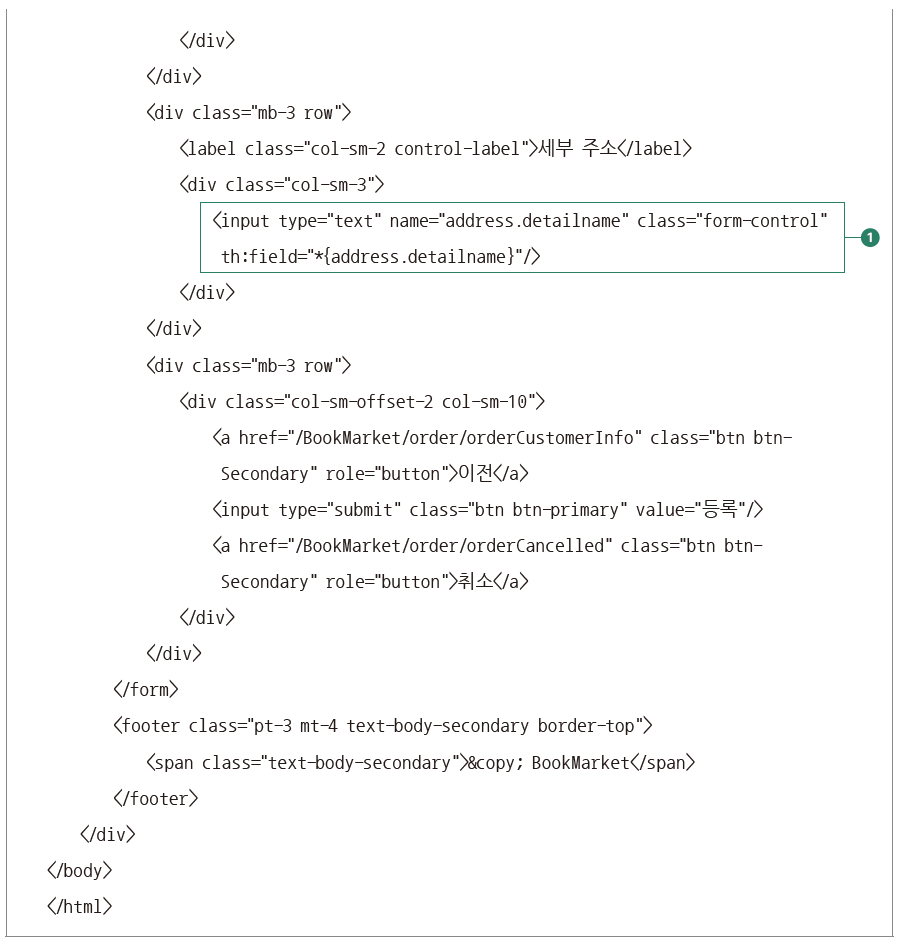 </div>
</div>
<div class="mb-3 row">
<label class="col-sm-2 control-label">세부 주소</label>
<div class="col-sm-3">
<input type="text" name="address.detailname" class="form-control"
th:field="*{address.detailname}"/>
1
</div>
</div>
<div class="mb-3 row">
<div class="col-sm-offset-2 col-sm-10">
<a href="/BookMarket/order/orderCustomerInfo" class="btn btn-
Secondary" role="button">이전</a>
<input type="submit" class="btn btn-primary" value="등록"/>
<a href="/BookMarket/order/orderCancelled" class="btn btn-
Secondary" role="button">취소</a>
</div>
</div>
</form>
<footer class="pt-3 mt-4 text-body-secondary border-top">
<span class="text-body-secondary">&copy; BookMarket</span>
</footer>
</div>
</body>
</html>